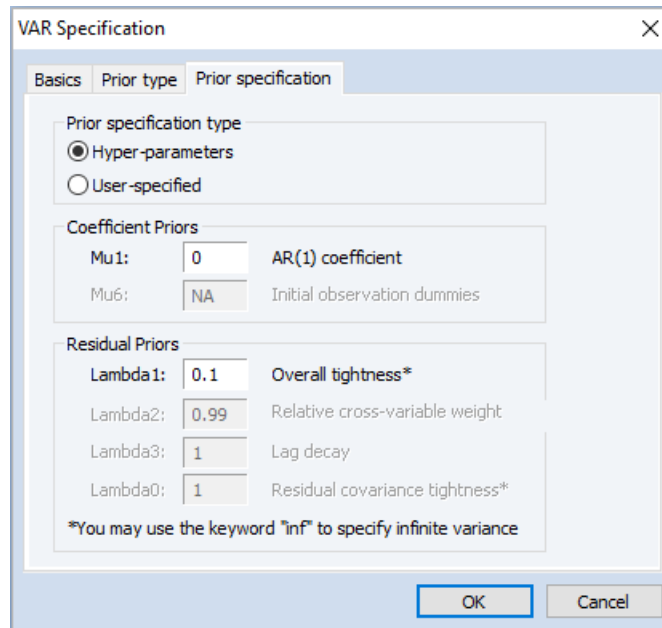 VAR Specification
Basics Prior type Prior specification
Prior specification type
Hyper-parameters
User-specified
Coefficient Priors
Mu1: 0 AR(1) coefficient
Mu6: NA Initial observation dummies
Residual Priors
Lambda1: 0.1 Overall tightness*
Lambda2: 0.99 Relative cross-variable weight
Lambda3: 1 Lag decay
Lambda0: 1 Residual covariance tightness*
*You may use the keyword "inf" to specify infinite variance
OK Cancel